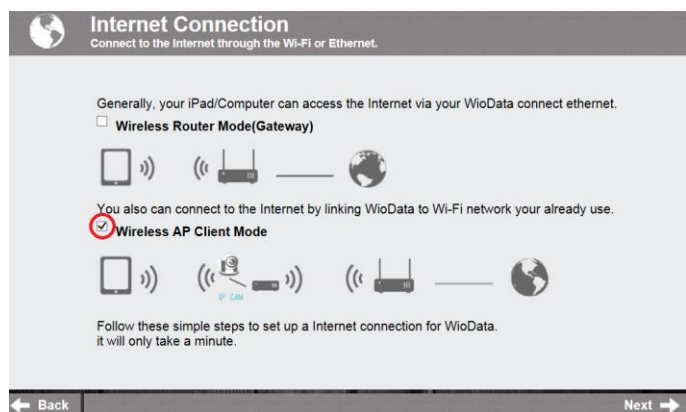 Internet Connection
Connect to the Internet through the Wi-Fi or Ethernet.
Generally, your iPad/Computer can access the Internet via your WioData connect ethernet.
Wireless Router Mode(Gateway)
You also can connect to the Internet by linking WioData to Wi-Fi network your already use.
Wireless AP Client Mode
IP CAM
Follow these simple steps to set up a Internet connection for WioData.
it will only take a minute.
Back
Next